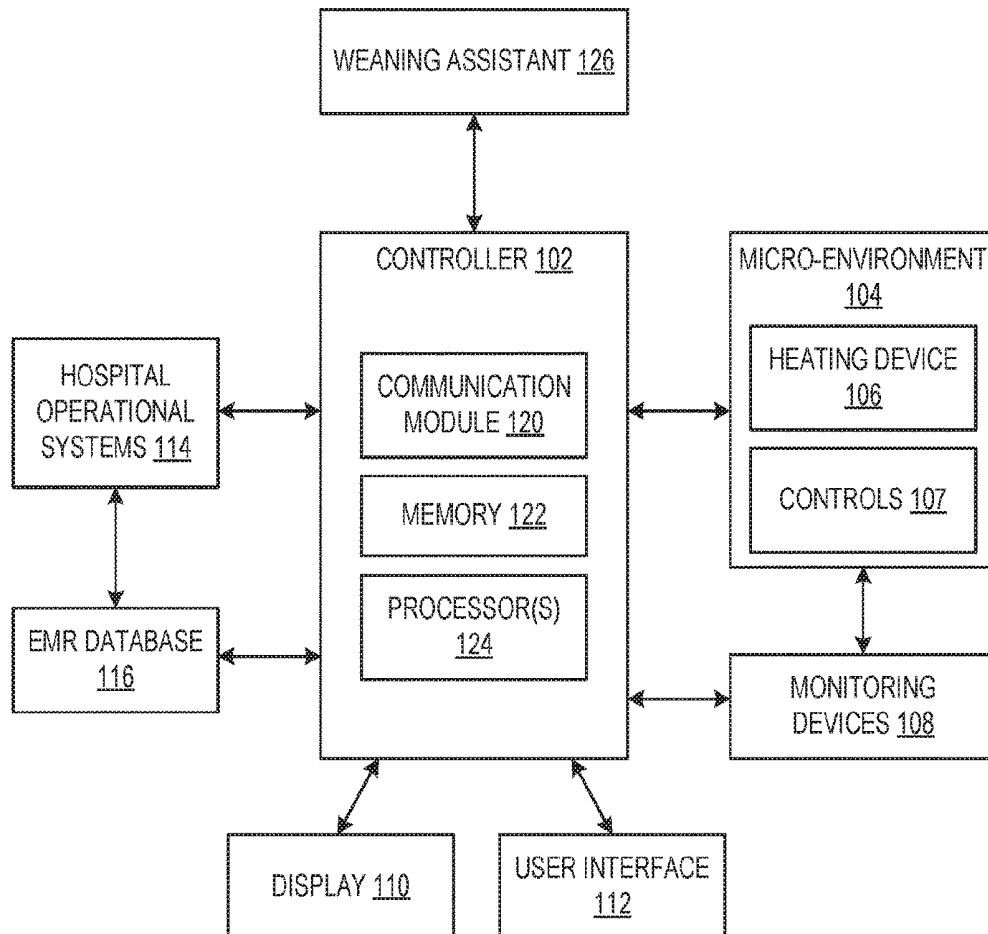 WEANING ASSISTANT 126
CONTROLLER 102
COMMUNICATION
MODULE 120
MEMORY 122
PROCESSOR(S)
124
HOSPITAL
OPERATIONAL
SYSTEMS 114
EMR DATABASE
116
MICRO-ENVIRONMENT
104
HEATING DEVICE
106
CONTROLS 107
MONITORING
DEVICES 108
DISPLAY 110
USER INTERFACE
112